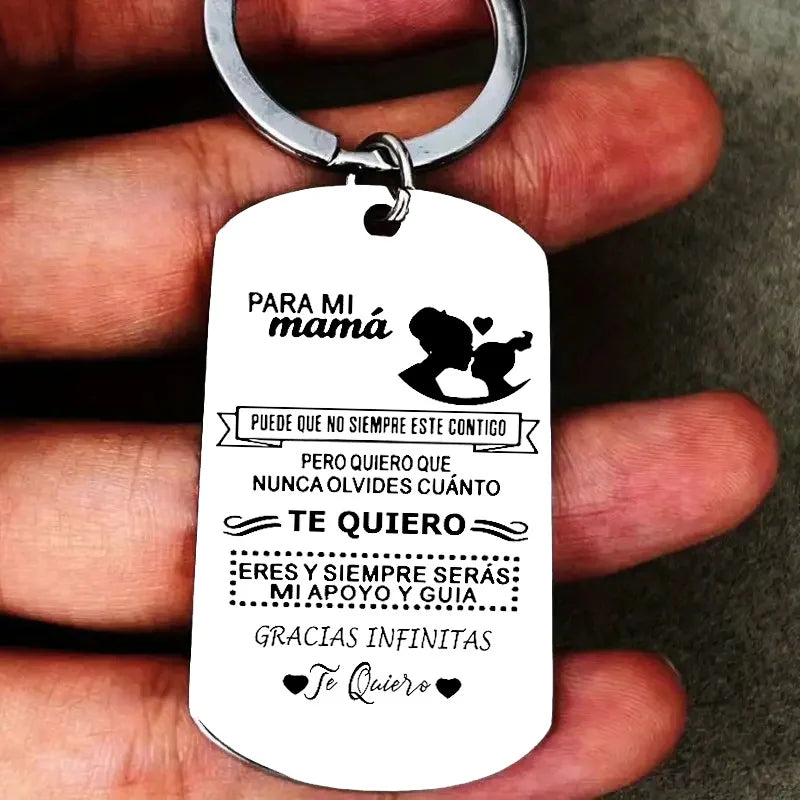 PARA MI
mamá
PUEDE QUE NO SIEMPRE ESTE CONTIGO
PERO QUIERO QUE
NUNCA OLVIDES CUÁNTO
TE QUIERO
ERES Y SIEMPRE SERÁS
MI APOYO Y GUIA
GRACIAS INFINITAS
Te Quiero